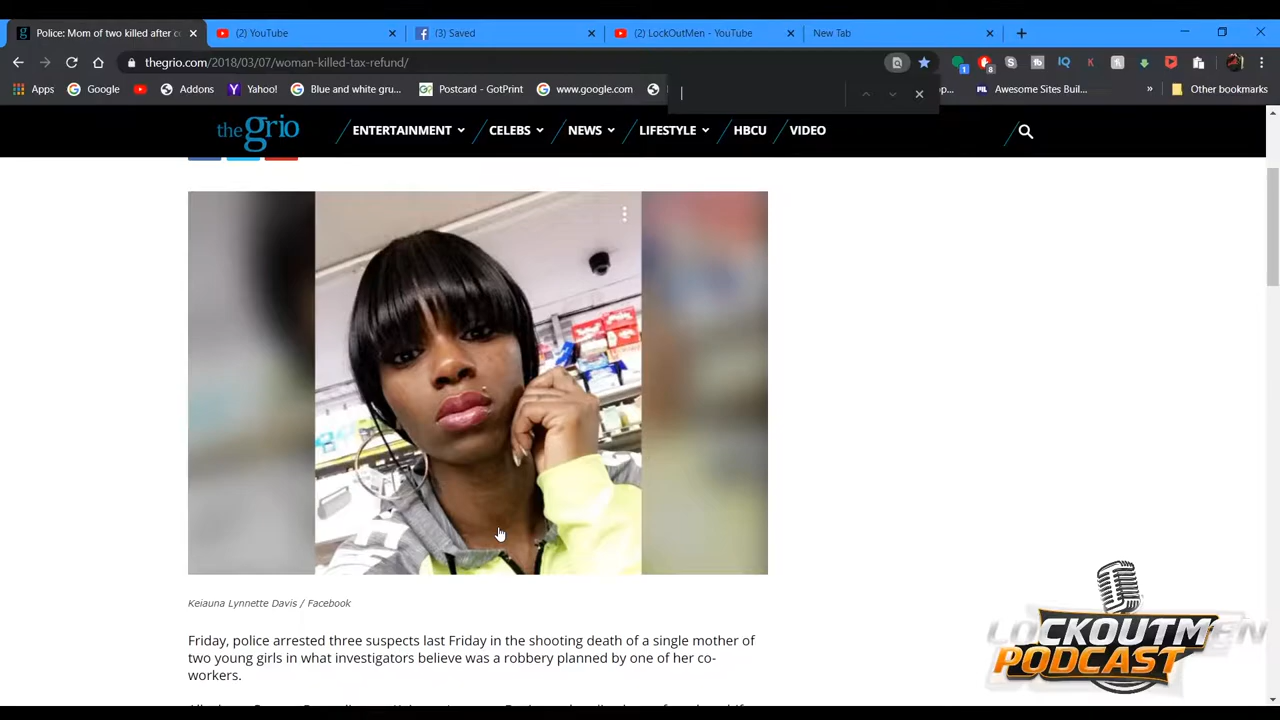 Police: Mom of two killed after c
(2) YouTube
(3) Saved
(2) LockOutMen - YouTube
New Tab
thegrio.com/2018/03/07/woman-killed-tax-refund/
Apps
Google
Addons
Yahoo!
Blue and white gru...
Postcard - GotPrint
www.google.com
Awesome Sites Buil...
»
Other bookmarks
thegrio
ENTERTAINMENT
CELEBS
NEWS
LIFESTYLE
HBCU
VIDEO
Keiauna Lynnette Davis / Facebook
Friday, police arrested three suspects last Friday in the shooting death of a single mother of
two young girls in what investigators believe was a robbery planned by one of her co-
workers.
LOCKOUTMEN
PODCAST